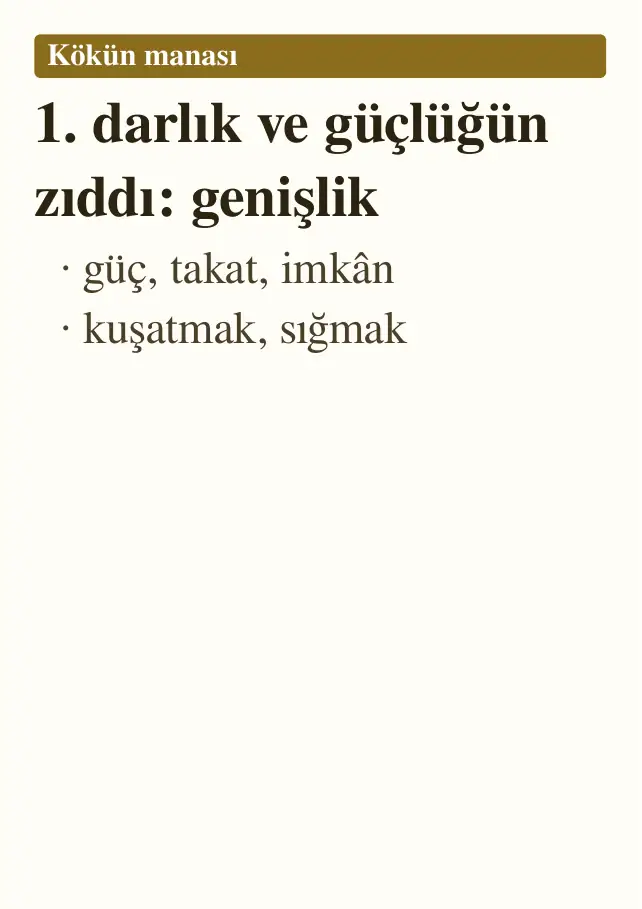 Kökün manası
1. darlık ve güçlüğün
zıddı: genişlik
· güç, takat, imkân
· kuşatmak, sığmak